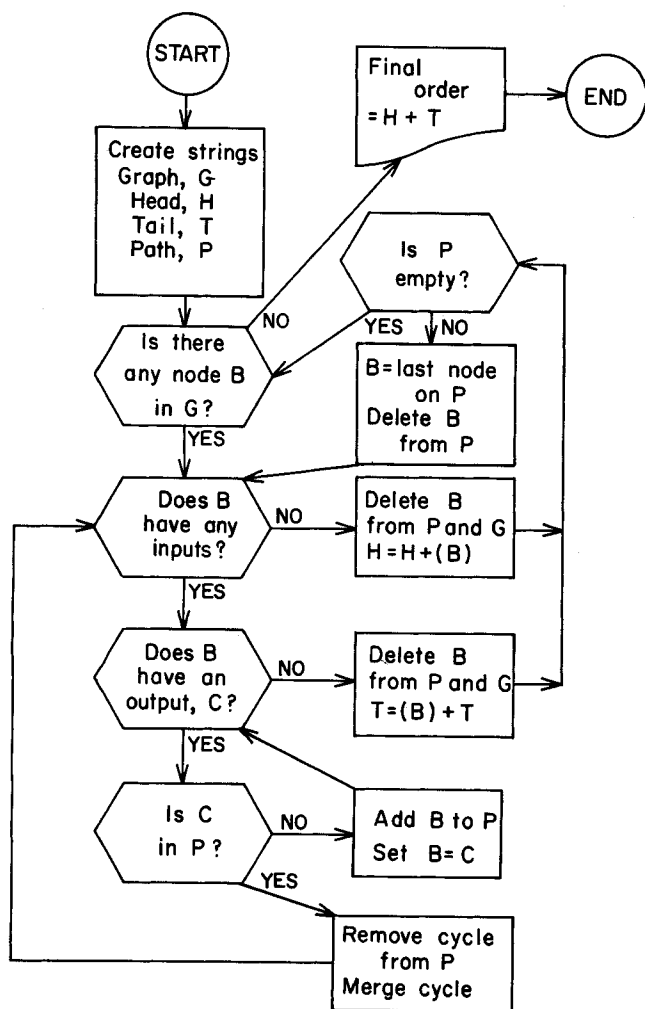 START
Create strings
Graph, G
Head, H
Tail, T
Path, P
Final
order
= H + T
END
Is P
empty?
YES
NO
Is there
any node B
in G?
NO
YES
B = last node
on P
Delete B
from P
Does B
have any
inputs?
NO
YES
Delete B
from P and G
H = H + (B)
Does B
have an
output, C?
NO
YES
Delete B
from P and G
T = (B) + T
Is C
in P?
NO
YES
Add B to P
Set B = C
Remove cycle
from P
Merge cycle